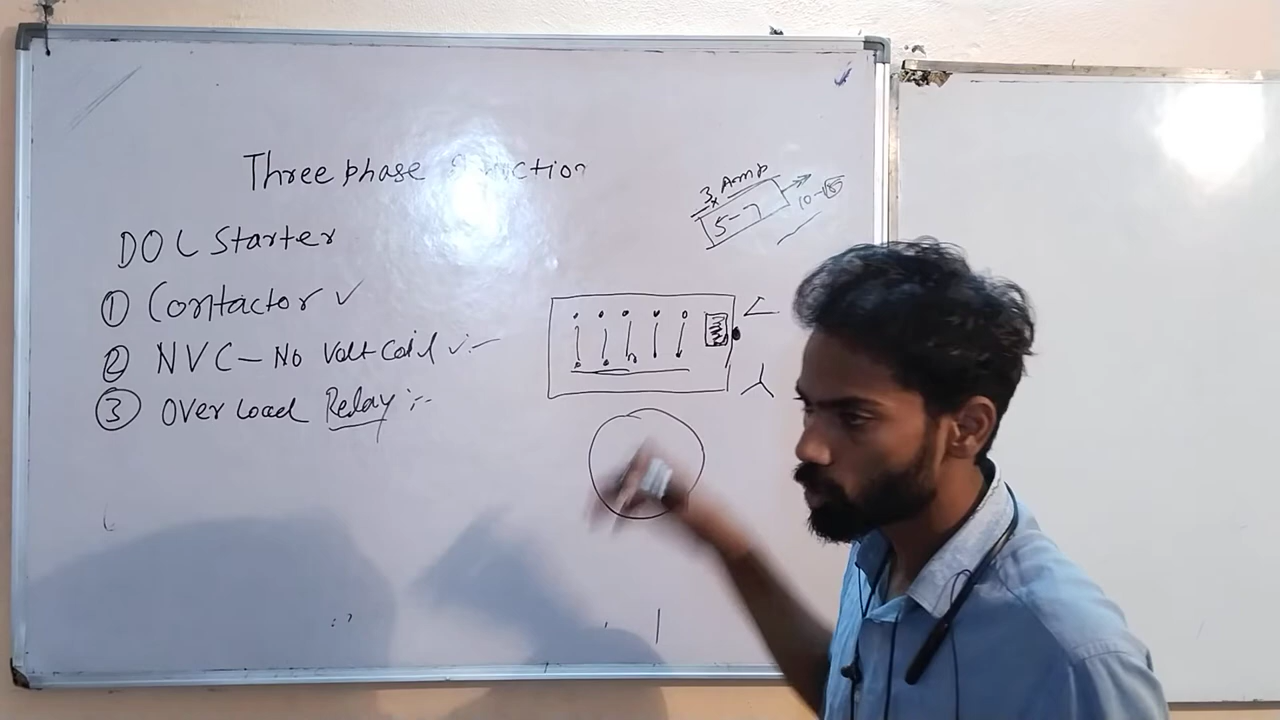 Three phase
DOL Starter
① Contactor ✓
② NVC - No Volt Coil ✓ :-
③ Over Load Relay :-
3 Amp
5-7
10-